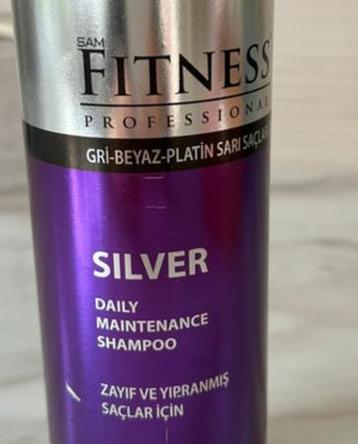 SAM
FITNESS
PROFESSIONAL
GRİ-BEYAZ-PLATİN SARI SAÇLAR
SILVER
DAILY
MAINTENANCE
SHAMPOO
ZAYIF VE YIPRANMIŞ
SAÇLAR İÇİN